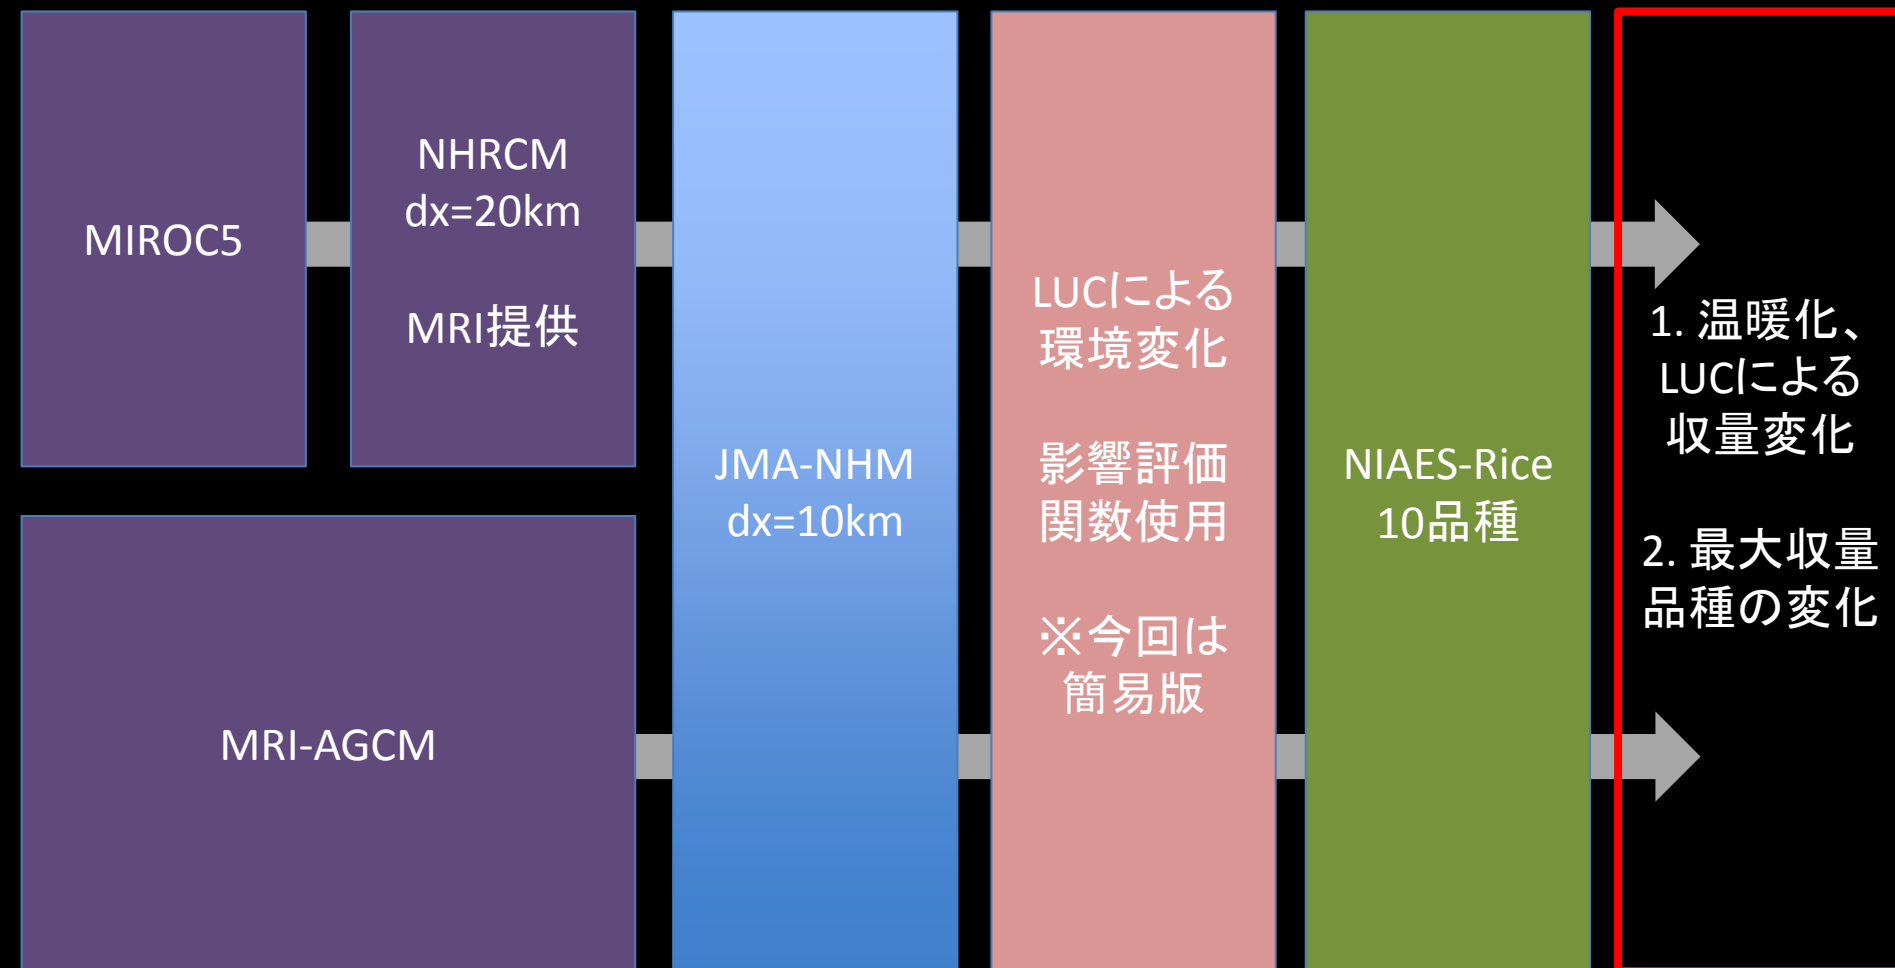 MIROC5
NHRCM
dx=20km
MRI提供
MRI-AGCM
JMA-NHM
dx=10km
LUCによる
環境変化
影響評価
関数使用
※今回は
簡易版
NIAES-Rice
10品種
1. 温暖化、
LUCによる
収量変化
2. 最大収量
品種の変化